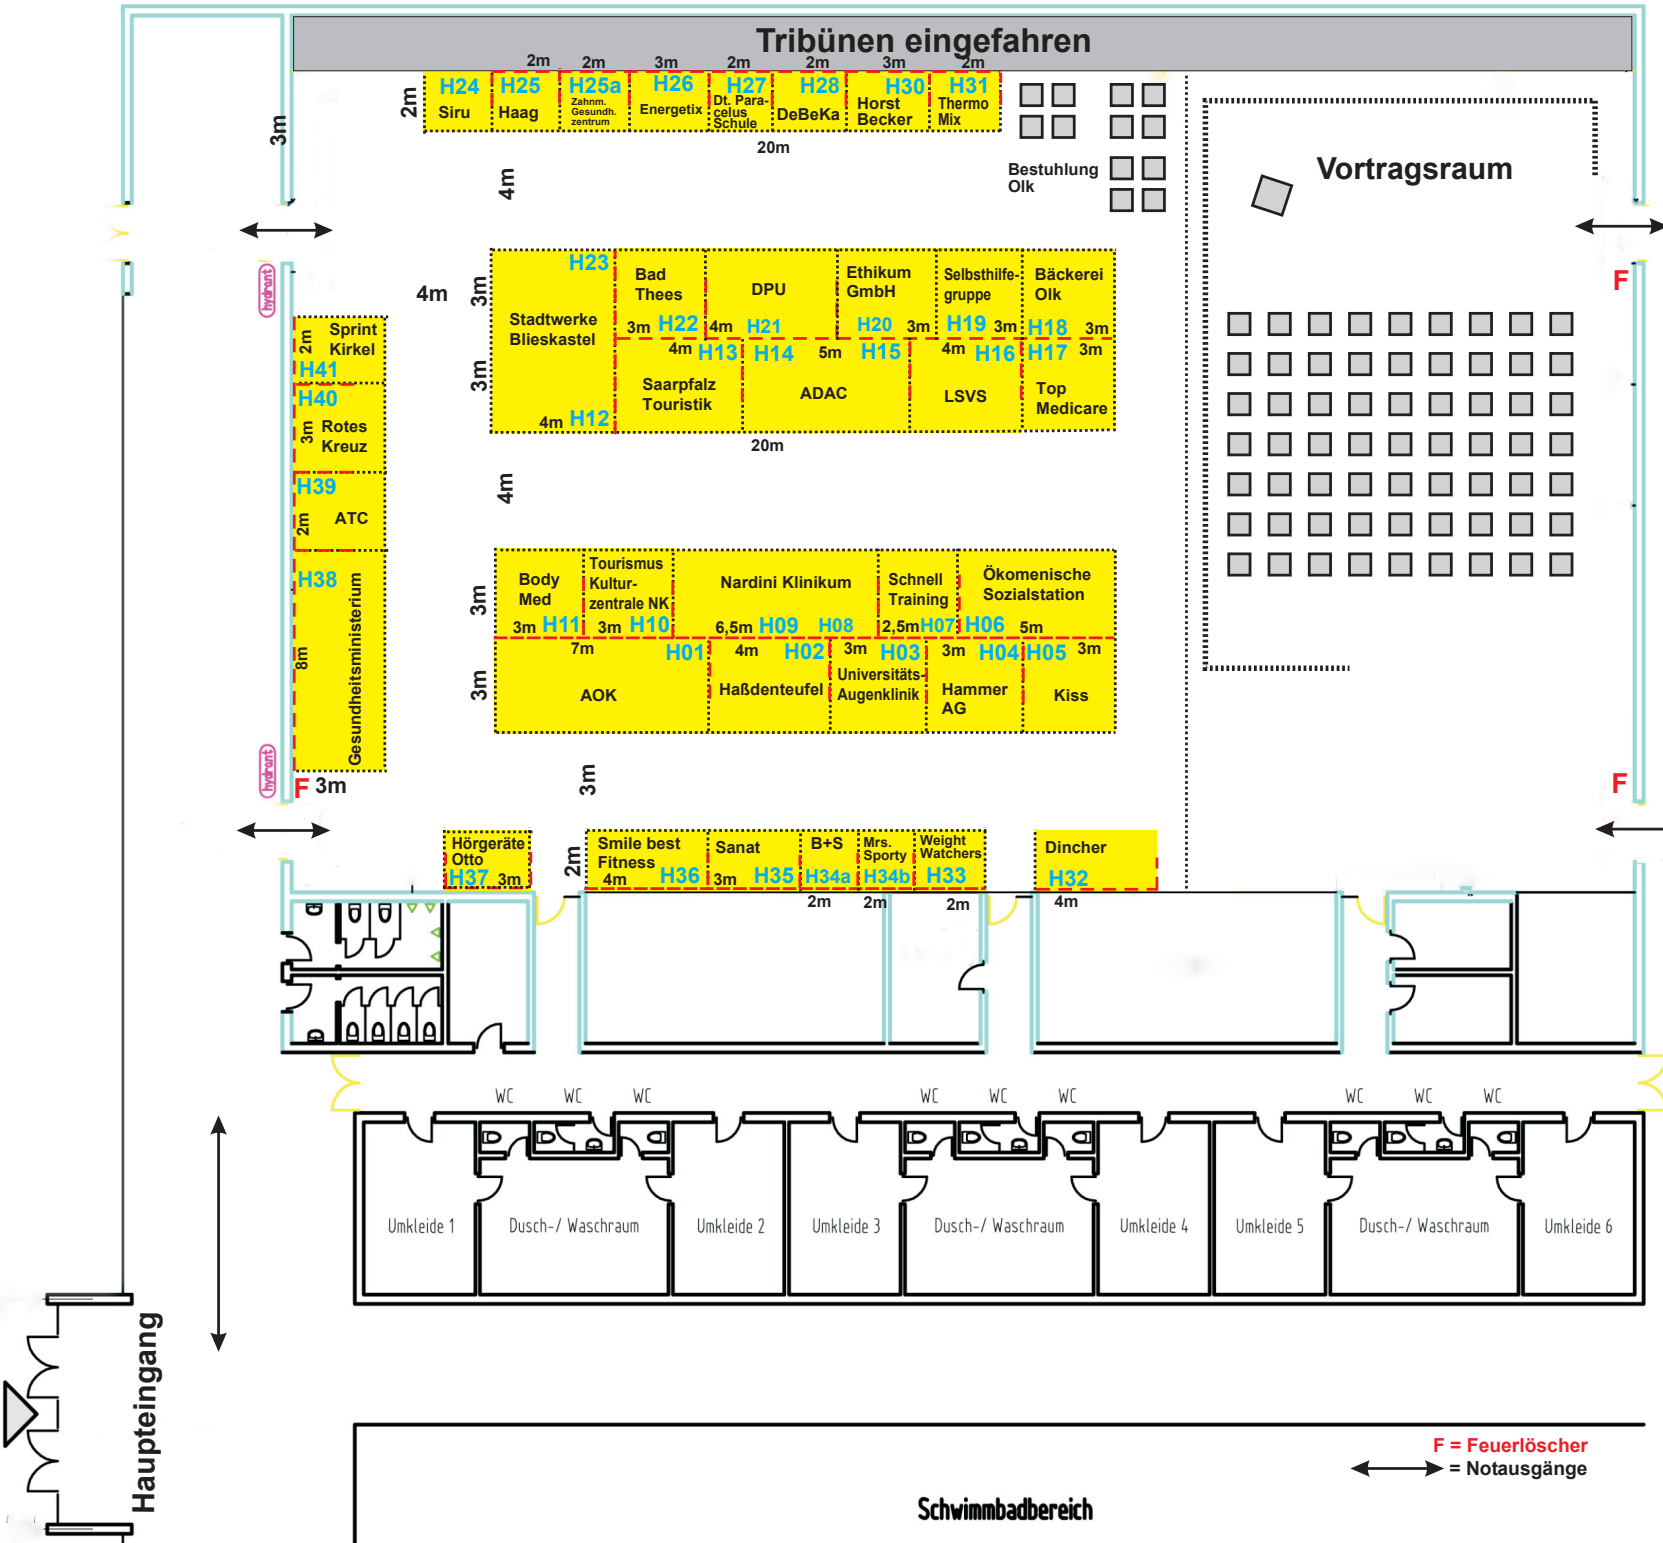 Tribünen eingefahren
2m 2m 3m 2m 2m 3m 2m
2m
H24 H25 H25a H26 H27 H28 H30 H31
Siru
Haag
Zahnm.
Gesundh.
zentrum
Energetix
Dt. Para-
celus
Schule
DeBeKa
Horst
Becker
Thermo
Mix
20m
3m
4m
Bestuhlung
Olk
Vortragsraum
hydrant
F
4m
3m
3m
H23
Stadtwerke
Blieskastel
4m H12
Bad
Thees
3m H22
DPU
4m H21
Ethikum
GmbH
H20 3m
Selbsthilfe-
gruppe
H19 3m
Bäckerei
Olk
H18 3m
4m H13
Saarpfalz
Touristik
H14 5m H15
ADAC
4m H16
LSVS
H17 3m
Top
Medicare
20m
Sprint
Kirkel
2m
H41
H40
3m
Rotes
Kreuz
H39
2m
ATC
H38
8m
Gesundheitsministerium
4m
3m
3m
Body
Med
3m H11
Tourismus
Kultur-
zentrale NK
3m H10
Nardini Klinikum
6,5m H09 H08
Schnell
Training
2,5m H07
Ökomenische
Sozialstation
H06 5m
7m H01
AOK
4m H02
Haßdenteufel
3m H03
Universitäts-
Augenklinik
3m H04
Hammer
AG
H05 3m
Kiss
hydrant
F 3m
3m
F
Hörgeräte
Otto
H37 3m
2m
Smile best
Fitness
4m H36
Sanat
3m H35
B+S
H34a
Mrs.
Sporty
H34b
Weight
Watchers
H33
Dincher
H32
2m 2m 2m 4m
WC WC WC WC WC WC WC WC WC
Umkleide 1 Dusch-/ Waschraum Umkleide 2 Umkleide 3 Dusch-/ Waschraum Umkleide 4 Umkleide 5 Dusch-/ Waschraum Umkleide 6
Haupteingang
F = Feuerlöscher
= Notausgänge
Schwimmbadbereich